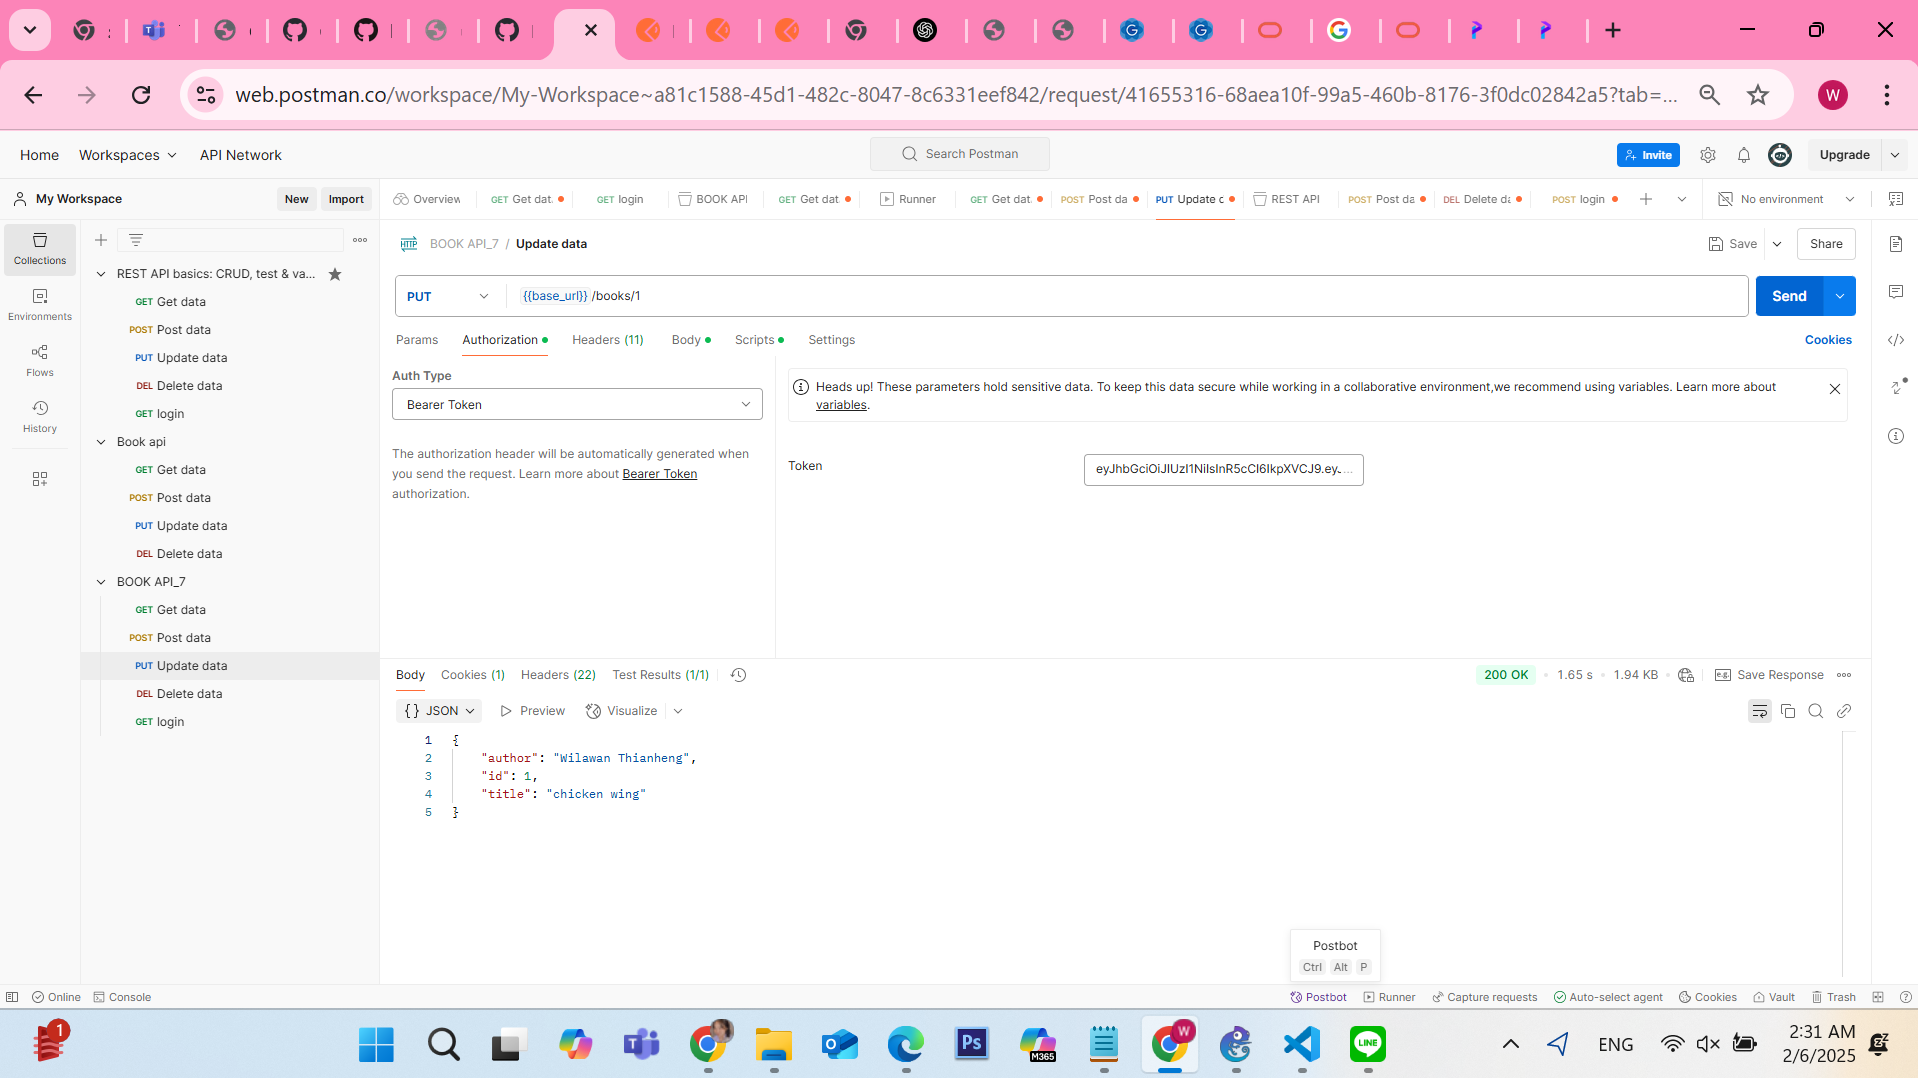 web.postman.co/workspace/My-Workspace~a81c1588-45d1-482c-8047-8c6331eef842/request/41655316-68aea10f-99a5-460b-8176-3f0dc02842a5?tab=...
W
Home
Workspaces
API Network
Search Postman
Invite
Upgrade
My Workspace
New
Import
Overview
GET Get dat
GET login
BOOK API
GET Get dat
Runner
GET Get dat
POST Post da
PUT Update c
REST API
POST Post da
DEL Delete da
POST login
No environment
Collections
Environments
Flows
History
REST API basics: CRUD, test & va...
GET Get data
POST Post data
PUT Update data
DEL Delete data
GET login
Book api
GET Get data
POST Post data
PUT Update data
DEL Delete data
BOOK API_7
GET Get data
POST Post data
PUT Update data
DEL Delete data
GET login
HTTP BOOK API_7 / Update data
Save
Share
PUT
{{base_url}} /books/1
Send
Params
Authorization
Headers (11)
Body
Scripts
Settings
Cookies
Auth Type
Bearer Token
The authorization header will be automatically generated when
you send the request. Learn more about Bearer Token
authorization.
Heads up! These parameters hold sensitive data. To keep this data secure while working in a collaborative environment,we recommend using variables. Learn more about
variables.
Token
Body
Cookies (1)
Headers (22)
Test Results (1/1)
200 OK
1.65 s
1.94 KB
e.g.
Save Response
{} JSON
Preview
Visualize
1 {
2 "author": "Wilawan Thianheng",
3 "id": 1,
4 "title": "chicken wing"
5 }
Postbot
Ctrl Alt P
Online
Console
Postbot
Runner
Capture requests
Auto-select agent
Cookies
Vault
Trash
1
Ps
M365
W
LINE
ENG
2:31 AM
2/6/2025